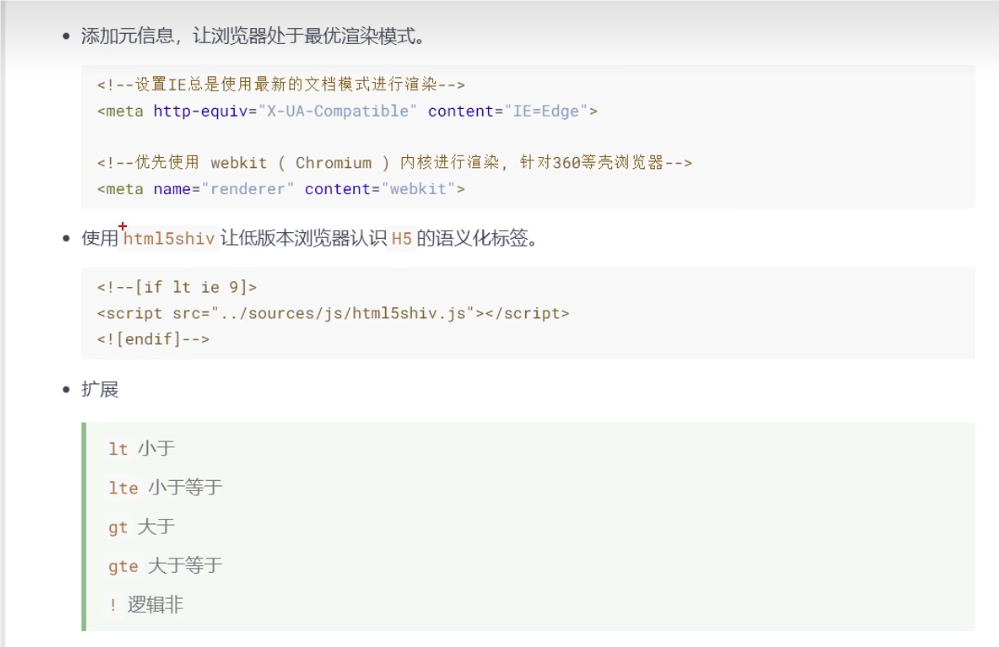 添加元信息，让浏览器处于最优渲染模式。
<!--设置IE总是使用最新的文档模式进行渲染-->
<meta http-equiv="X-UA-Compatible" content="IE=Edge">
<!--优先使用 webkit ( Chromium ) 内核进行渲染, 针对360等壳浏览器-->
<meta name="renderer" content="webkit">
使用 html5shiv 让低版本浏览器认识 H5 的语义化标签。
<!--[if lt ie 9]>
<script src="../sources/js/html5shiv.js"></script>
<![endif]-->
扩展
lt 小于
lte 小于等于
gt 大于
gte 大于等于
! 逻辑非